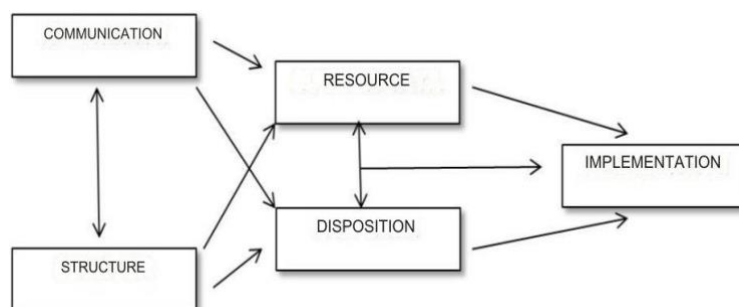 COMMUNICATION
RESOURCE
IMPLEMENTATION
DISPOSITION
STRUCTURE